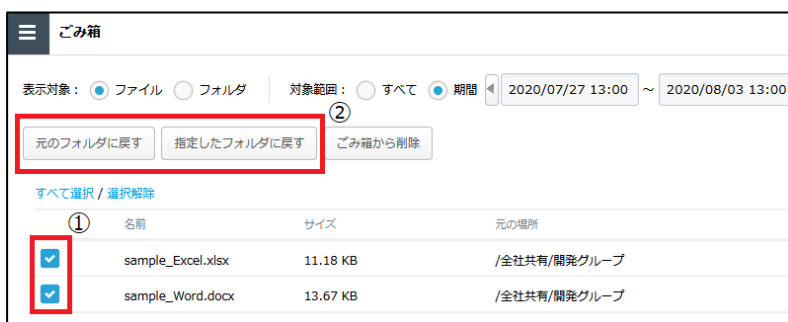 ごみ箱
表示対象： ファイル フォルダ 対象範囲： すべて 期間 2020/07/27 13:00 ～ 2020/08/03 13:00
②
元のフォルダに戻す 指定したフォルダに戻す ごみ箱から削除
すべて選択 / 選択解除
① 名前 サイズ 元の場所
sample_Excel.xlsx 11.18 KB /全社共有/開発グループ
sample_Word.docx 13.67 KB /全社共有/開発グループ